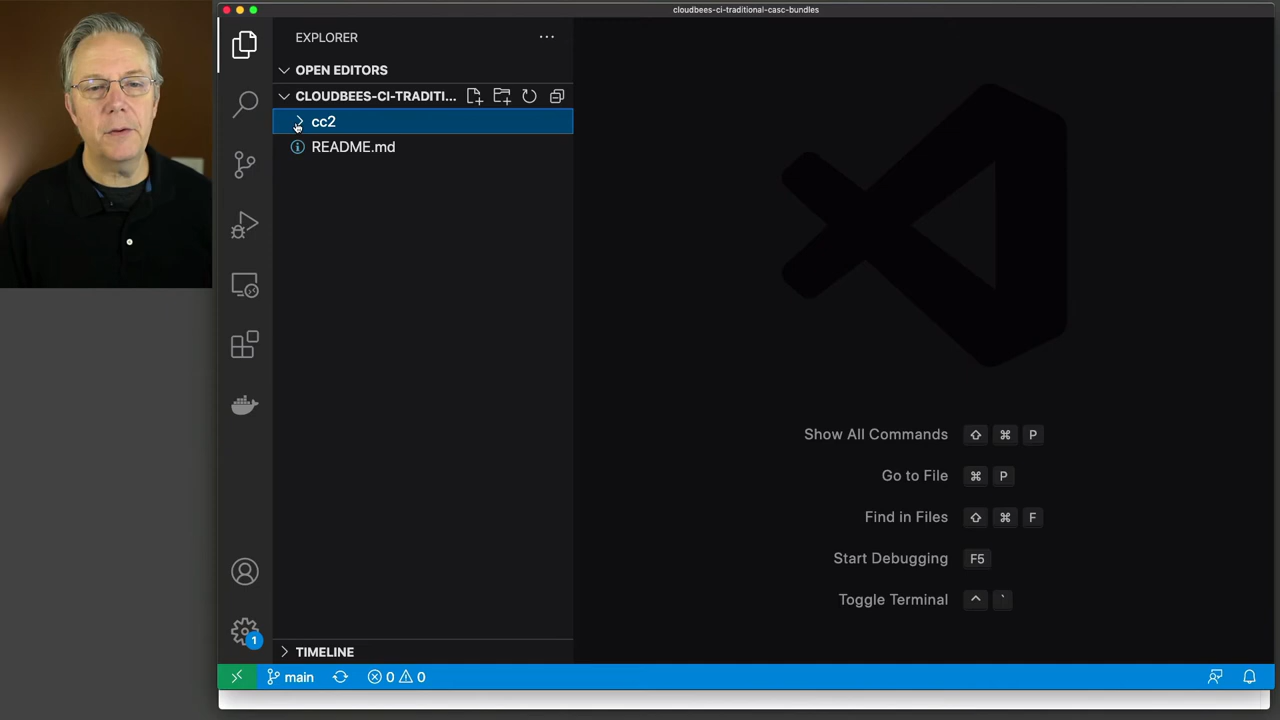 cloudbees-ci-traditional-casc-bundles
EXPLORER
OPEN EDITORS
CLOUDBEES-CI-TRADITI...
cc2
README.md
Show All Commands ⇧ ⌘ P
Go to File ⌘ P
Find in Files ⇧ ⌘ F
Start Debugging F5
Toggle Terminal ^ `
1
TIMELINE
main 0 0